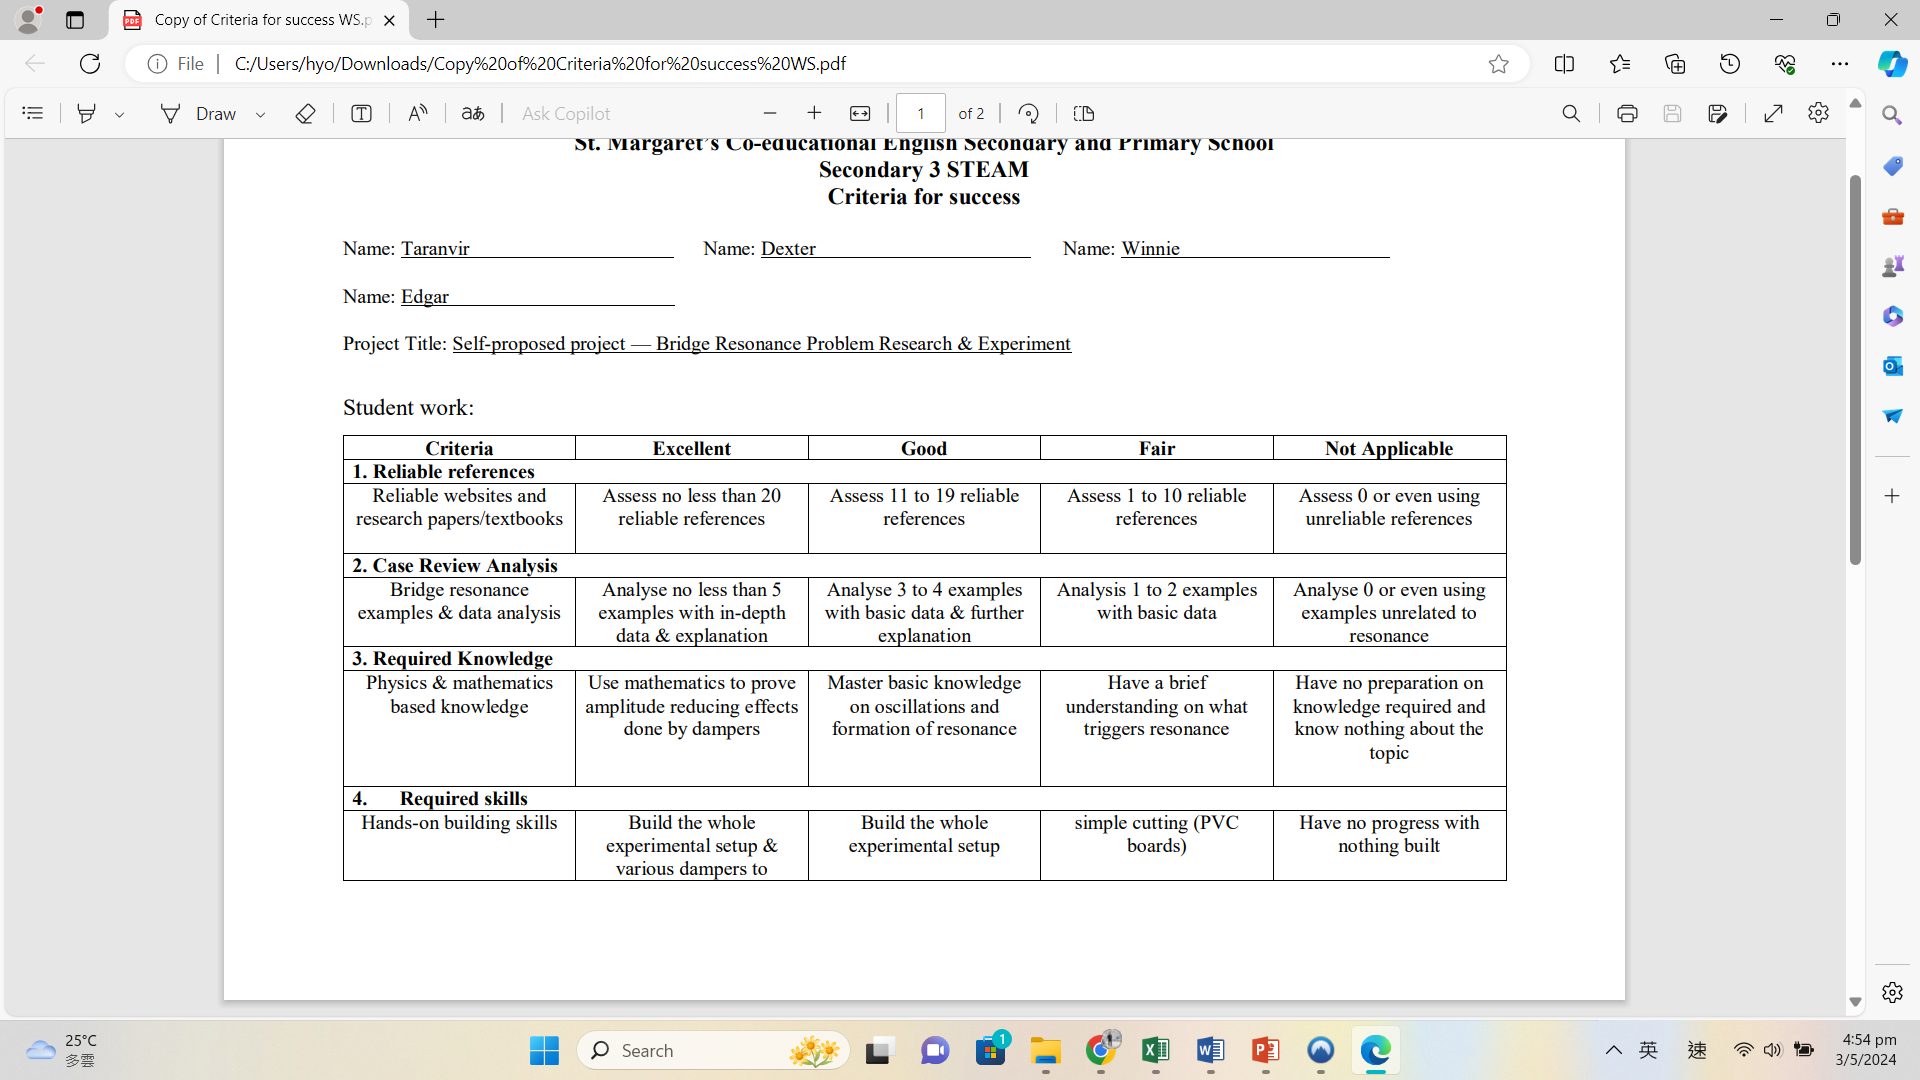 Copy of Criteria for success WS.p
File
C:/Users/hyo/Downloads/Copy%20of%20Criteria%20for%20success%20WS.pdf
Draw
Ask Copilot
1
of 2
St. Margaret's Co-educational English Secondary and Primary School
Secondary 3 STEAM
Criteria for success
Name: Taranvir Name: Dexter Name: Winnie
Name: Edgar
Project Title: Self-proposed project — Bridge Resonance Problem Research & Experiment
Student work:
Criteria Excellent Good Fair Not Applicable
1. Reliable references
Reliable websites and
research papers/textbooks
Assess no less than 20
reliable references
Assess 11 to 19 reliable
references
Assess 1 to 10 reliable
references
Assess 0 or even using
unreliable references
2. Case Review Analysis
Bridge resonance
examples & data analysis
Analyse no less than 5
examples with in-depth
data & explanation
Analyse 3 to 4 examples
with basic data & further
explanation
Analysis 1 to 2 examples
with basic data
Analyse 0 or even using
examples unrelated to
resonance
3. Required Knowledge
Physics & mathematics
based knowledge
Use mathematics to prove
amplitude reducing effects
done by dampers
Master basic knowledge
on oscillations and
formation of resonance
Have a brief
understanding on what
triggers resonance
Have no preparation on
knowledge required and
know nothing about the
topic
4. Required skills
Hands-on building skills
Build the whole
experimental setup &
various dampers to
Build the whole
experimental setup
simple cutting (PVC
boards)
Have no progress with
nothing built
25°C
多雲
Search
1
英
速
4:54 pm
3/5/2024